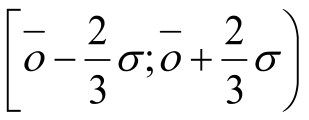 [o̅ − 2/3 σ; o̅ + 2/3 σ)